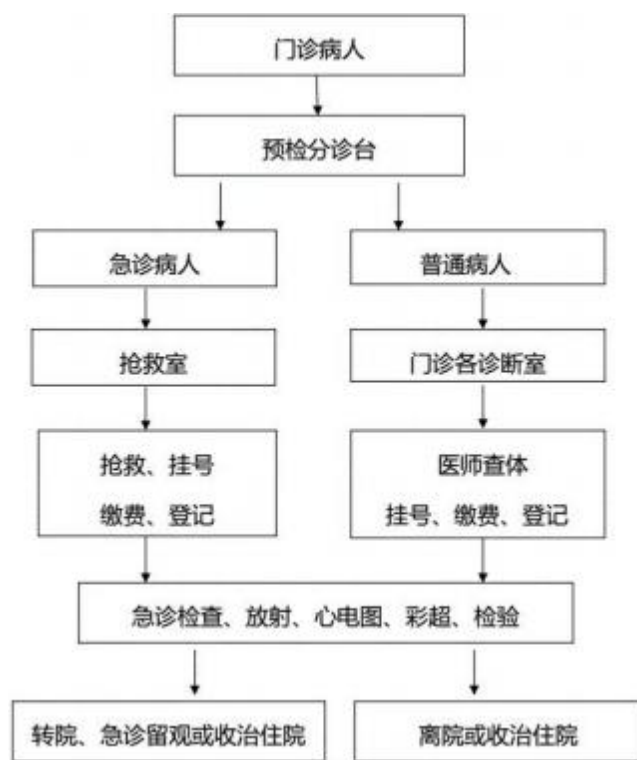 门诊病人
预检分诊台
急诊病人
普通病人
抢救室
门诊各诊断室
抢救、挂号
缴费、登记
医师查体
挂号、缴费、登记
急诊检查、放射、心电图、彩超、检验
转院、急诊留观或收治住院
离院或收治住院